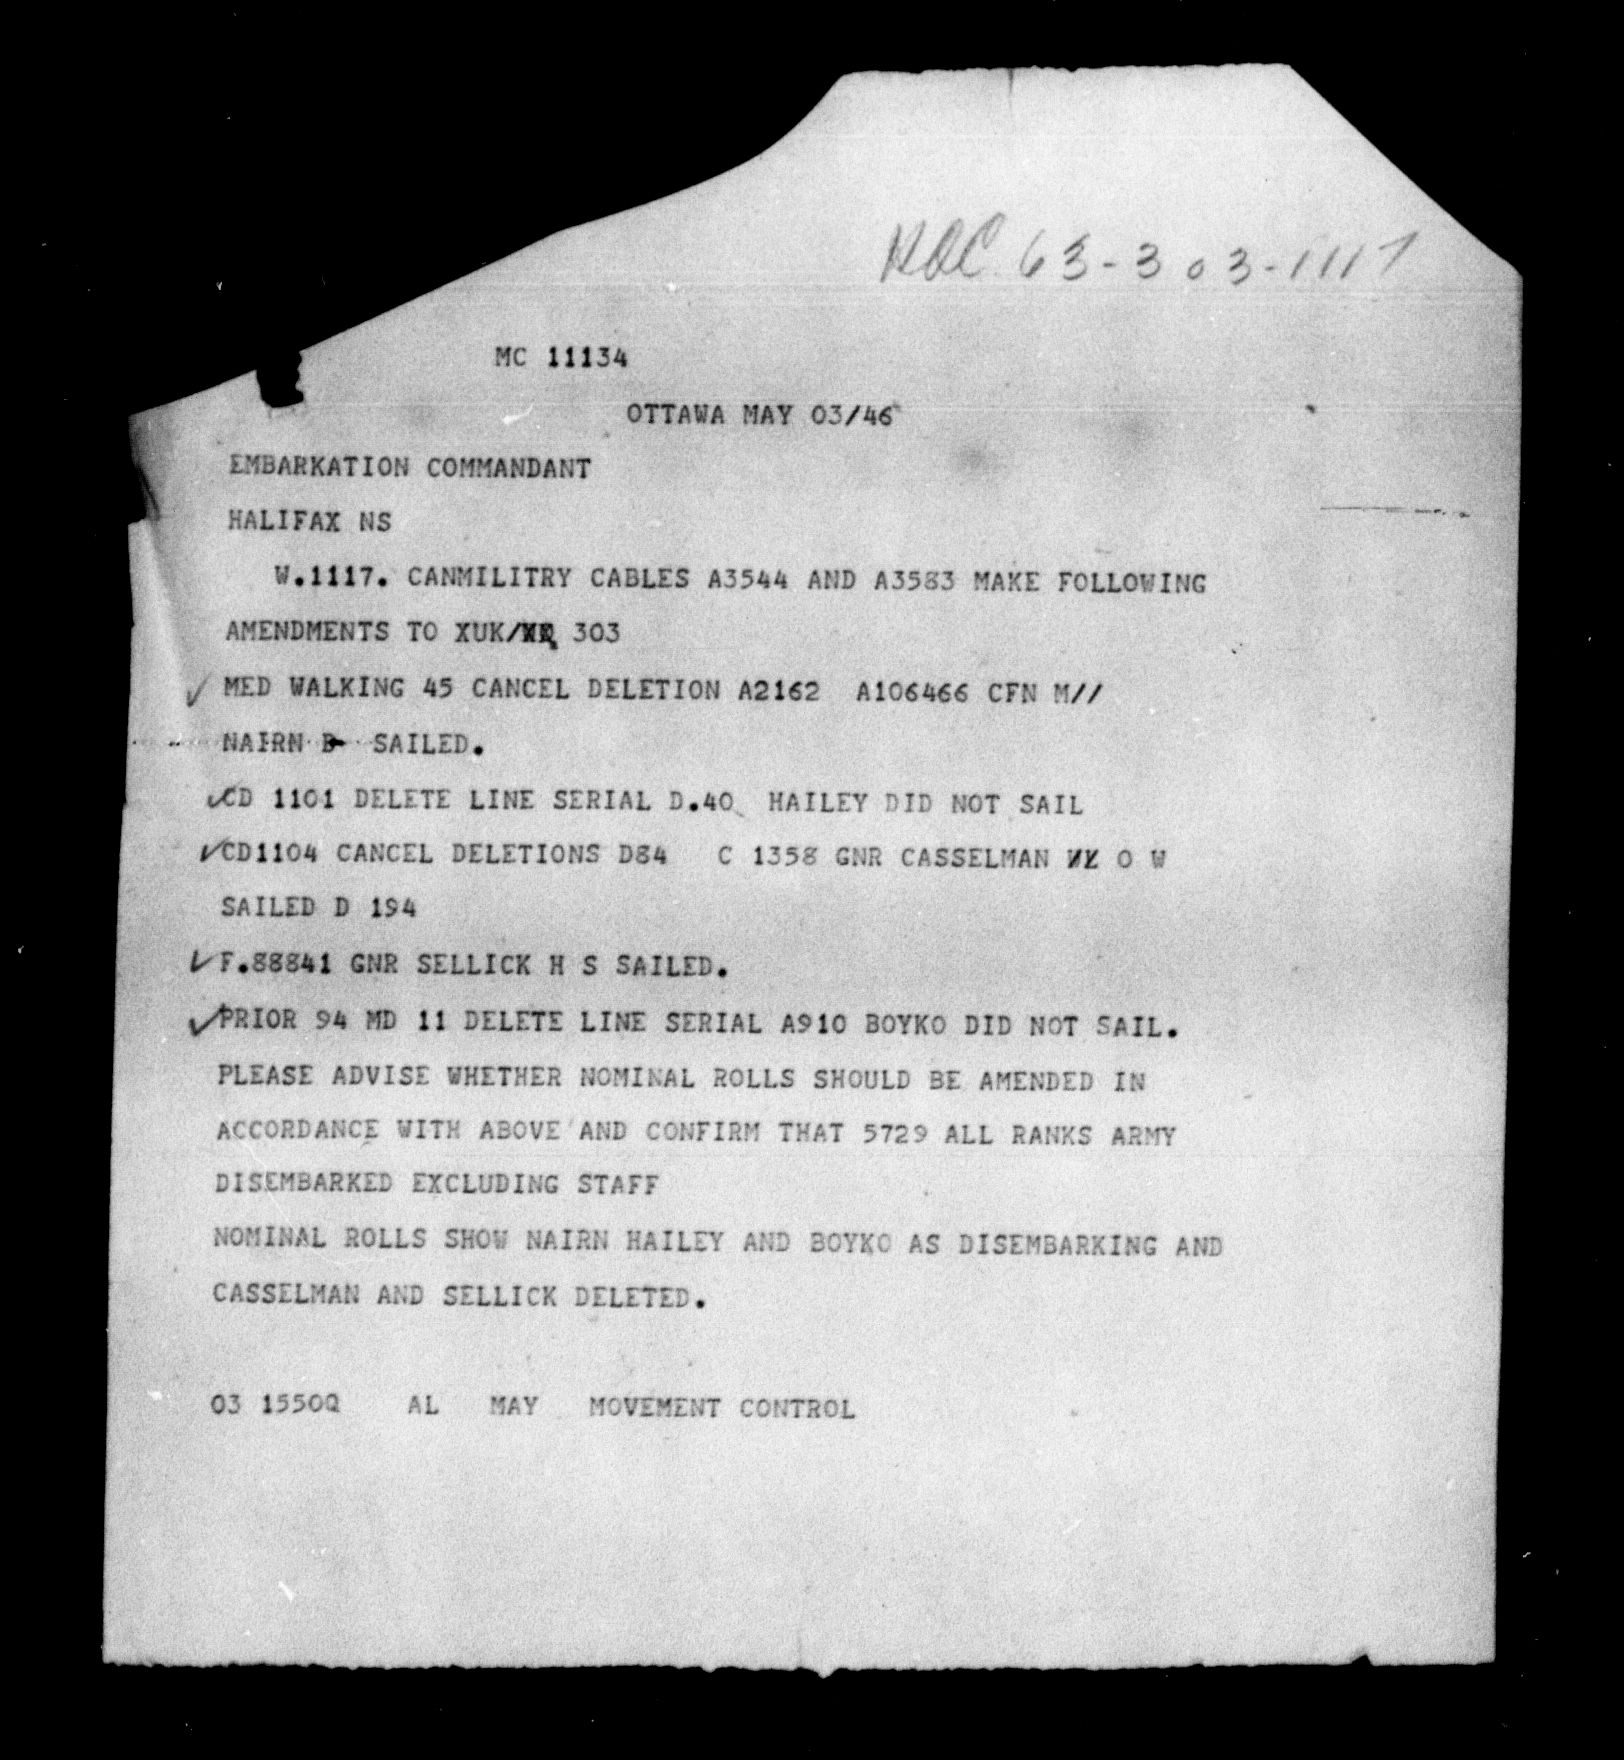 HQC 63-303-1117
MC 11134
OTTAWA MAY 03/46
EMBARKATION COMMANDANT
HALIFAX NS
W.1117. CANMILITRY CABLES A3544 AND A3583 MAKE FOLLOWING
AMENDMENTS TO XUK/ 303
MED WALKING 45 CANCEL DELETION A2162 A106466 CFN M//
NAIRN SAILED.
CD 1101 DELETE LINE SERIAL D.40 HAILEY DID NOT SAIL
CD1104 CANCEL DELETIONS D84 C 1358 GNR CASSELMAN O W
SAILED D 194
F.88841 GNR SELLICK H S SAILED.
PRIOR 94 MD 11 DELETE LINE SERIAL A910 BOYKO DID NOT SAIL.
PLEASE ADVISE WHETHER NOMINAL ROLLS SHOULD BE AMENDED IN
ACCORDANCE WITH ABOVE AND CONFIRM THAT 5729 ALL RANKS ARMY
DISEMBARKED EXCLUDING STAFF
NOMINAL ROLLS SHOW NAIRN HAILEY AND BOYKO AS DISEMBARKING AND
CASSELMAN AND SELLICK DELETED.
03 1550Q AL MAY MOVEMENT CONTROL